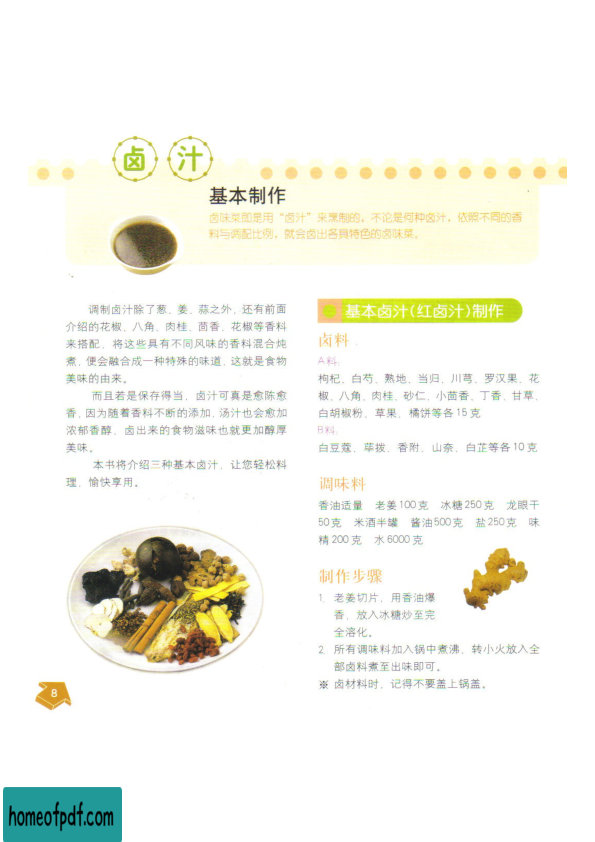 卤汁
基本制作
卤味菜即是用“卤汁”来熏制的，不论是何种卤汁，依照不同的香
料与调配比例，就会卤出各具特色的卤味菜。
调制卤汁除了葱、姜、蒜之外，还有前面
介绍的花椒、八角、肉桂、茴香、花椒等香料
来搭配，将这些具有不同风味的香料混合炖
煮，便会融合成一种特殊的味道，这就是食物
美味的由来。
而且若是保存得当，卤汁可真是愈陈愈
香，因为随着香料不断的添加，汤汁也会愈加
浓郁香醇，卤出来的食物滋味也就更加醇厚
美味。
本书将介绍三种基本卤汁，让您轻松料
理，愉快享用。
8
基本卤汁(红卤汁)制作
卤料
A料：
枸杞、白芍、熟地、当归、川芎、罗汉果、花
椒、八角、肉桂、砂仁、小茴香、丁香、甘草、
白胡椒粉、草果、橘饼等各15克
B料：
白豆蔻、荜拨、香附、山奈、白芷等各10克
调味料
香油适量 老姜100克 冰糖250克 龙眼干
50克 米酒半罐 酱油500克 盐250克 味
精200克 水6000克
制作步骤
1. 老姜切片，用香油爆
香，放入冰糖炒至完
全溶化。
2. 所有调味料加入锅中煮沸，转小火放入全
部卤料煮至出味即可。
※ 卤材料时，记得不要盖上锅盖。
homeofpdf.com